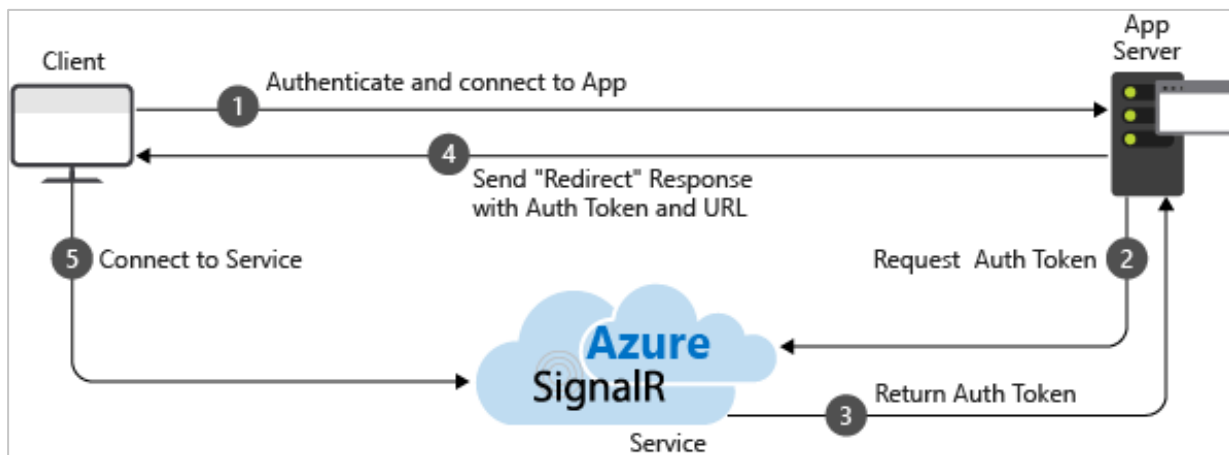 App
Server
Client
Authenticate and connect to App
1
4
Send "Redirect" Response
with Auth Token and URL
5 Connect to Service
Request Auth Token 2
Azure
SignalR
Service
3 Return Auth Token